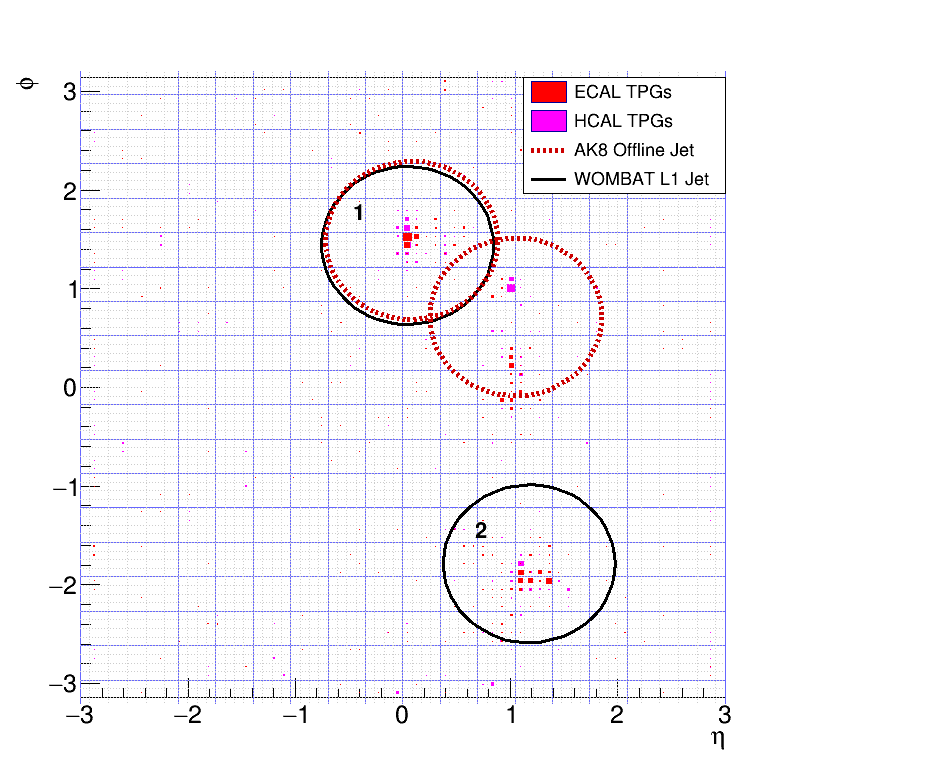 φ
3
2
1
0
−1
−2
−3
ECAL TPGs
HCAL TPGs
AK8 Offline Jet
WOMBAT L1 Jet
1
2
−3 −2 −1 0 1 2 3
η